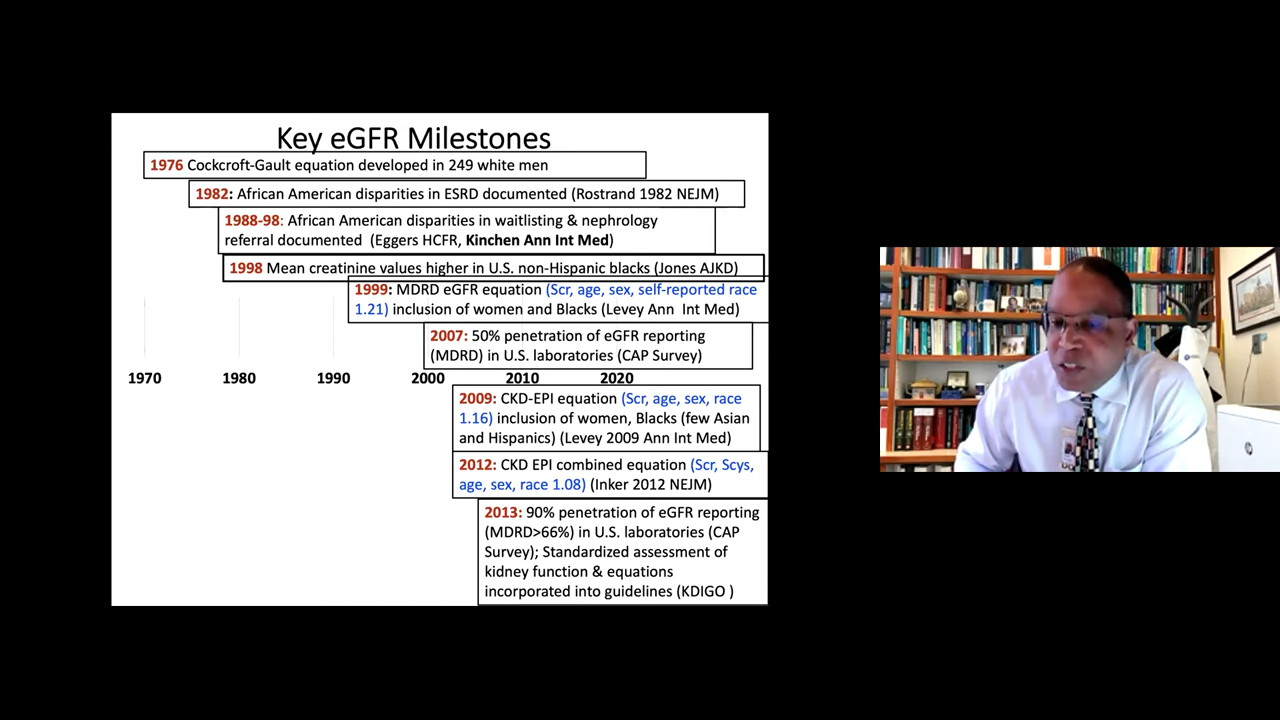 Key eGFR Milestones
1976 Cockcroft-Gault equation developed in 249 white men
1982: African American disparities in ESRD documented (Rostrand 1982 NEJM)
1988-98: African American disparities in waitlisting & nephrology
referral documented (Eggers HCFR, Kinchen Ann Int Med)
1998 Mean creatinine values higher in U.S. non-Hispanic blacks (Jones AJKD)
1999: MDRD eGFR equation (Scr, age, sex, self-reported race
1.21) inclusion of women and Blacks (Levey Ann Int Med)
2007: 50% penetration of eGFR reporting
(MDRD) in U.S. laboratories (CAP Survey)
1970 1980 1990 2000 2010 2020
2009: CKD-EPI equation (Scr, age, sex, race
1.16) inclusion of women, Blacks (few Asian
and Hispanics) (Levey 2009 Ann Int Med)
2012: CKD EPI combined equation (Scr, Scys,
age, sex, race 1.08) (Inker 2012 NEJM)
2013: 90% penetration of eGFR reporting
(MDRD>66%) in U.S. laboratories (CAP
Survey); Standardized assessment of
kidney function & equations
incorporated into guidelines (KDIGO )